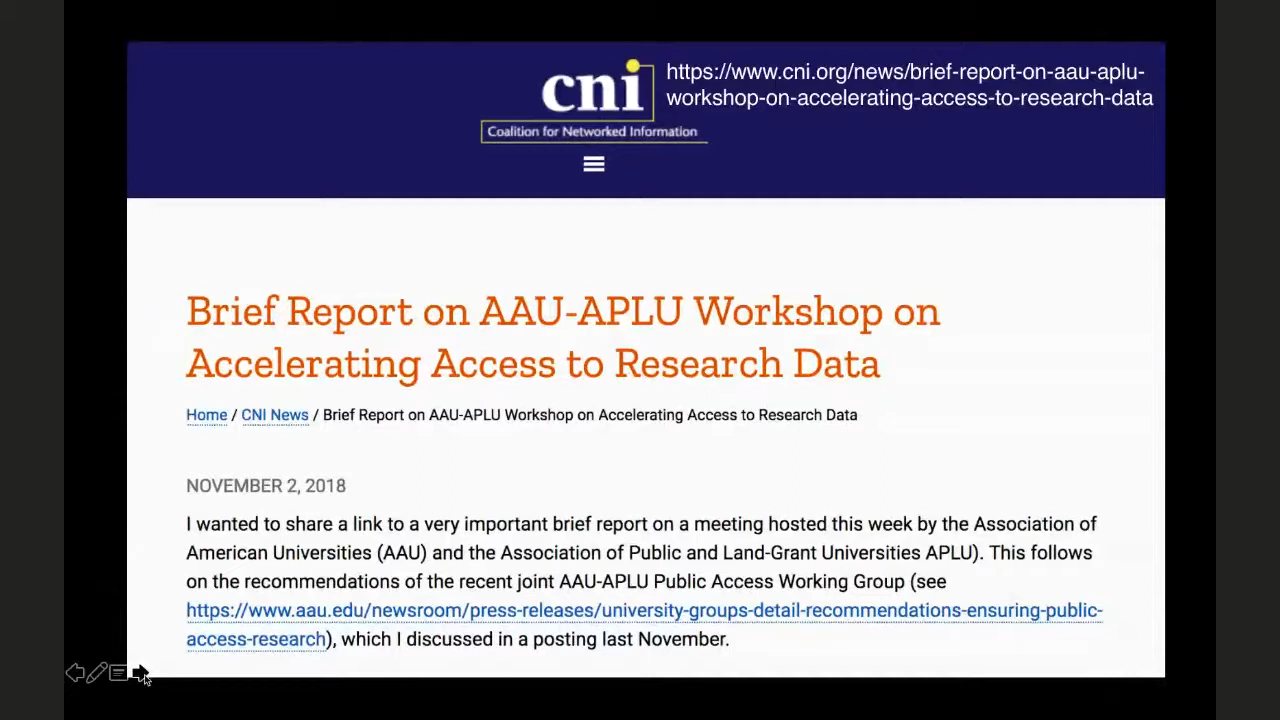 cni
Coalition for Networked Information
https://www.cni.org/news/brief-report-on-aau-aplu-
workshop-on-accelerating-access-to-research-data
Brief Report on AAU-APLU Workshop on
Accelerating Access to Research Data
Home / CNI News / Brief Report on AAU-APLU Workshop on Accelerating Access to Research Data
NOVEMBER 2, 2018
I wanted to share a link to a very important brief report on a meeting hosted this week by the Association of
American Universities (AAU) and the Association of Public and Land-Grant Universities APLU). This follows
on the recommendations of the recent joint AAU-APLU Public Access Working Group (see
https://www.aau.edu/newsroom/press-releases/university-groups-detail-recommendations-ensuring-public-
access-research), which I discussed in a posting last November.